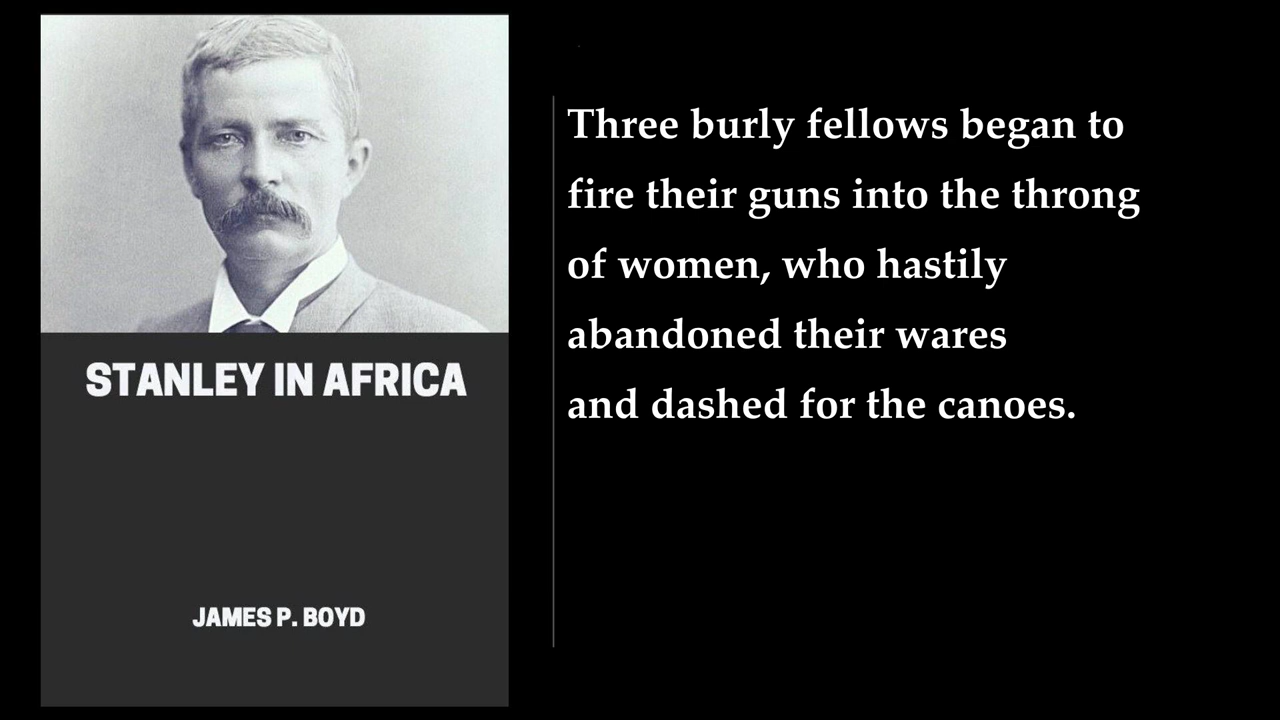 STANLEY IN AFRICA
JAMES P. BOYD
Three burly fellows began to
fire their guns into the throng
of women, who hastily
abandoned their wares
and dashed for the canoes.